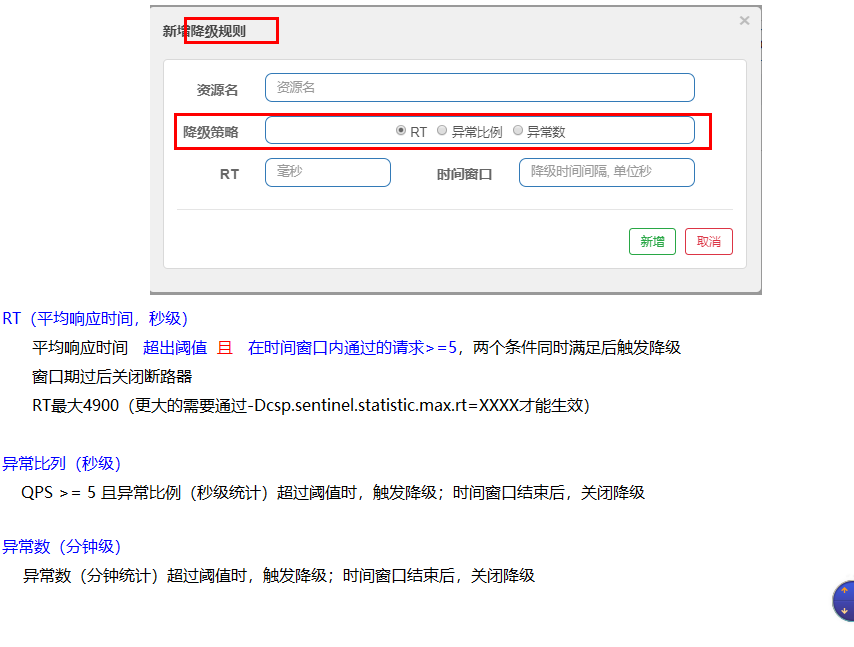 新增降级规则
×
资源名 资源名
降级策略 RT 异常比例 异常数
RT 毫秒 时间窗口 降级时间间隔, 单位秒
新增 取消
RT（平均响应时间，秒级）
平均响应时间 超出阈值 且 在时间窗口内通过的请求>=5，两个条件同时满足后触发降级
窗口期过后关闭断路器
RT最大4900（更大的需要通过-Dcsp.sentinel.statistic.max.rt=XXXX才能生效）
异常比列（秒级）
QPS >= 5 且异常比例（秒级统计）超过阈值时，触发降级；时间窗口结束后，关闭降级
异常数（分钟级）
异常数（分钟统计）超过阈值时，触发降级；时间窗口结束后，关闭降级